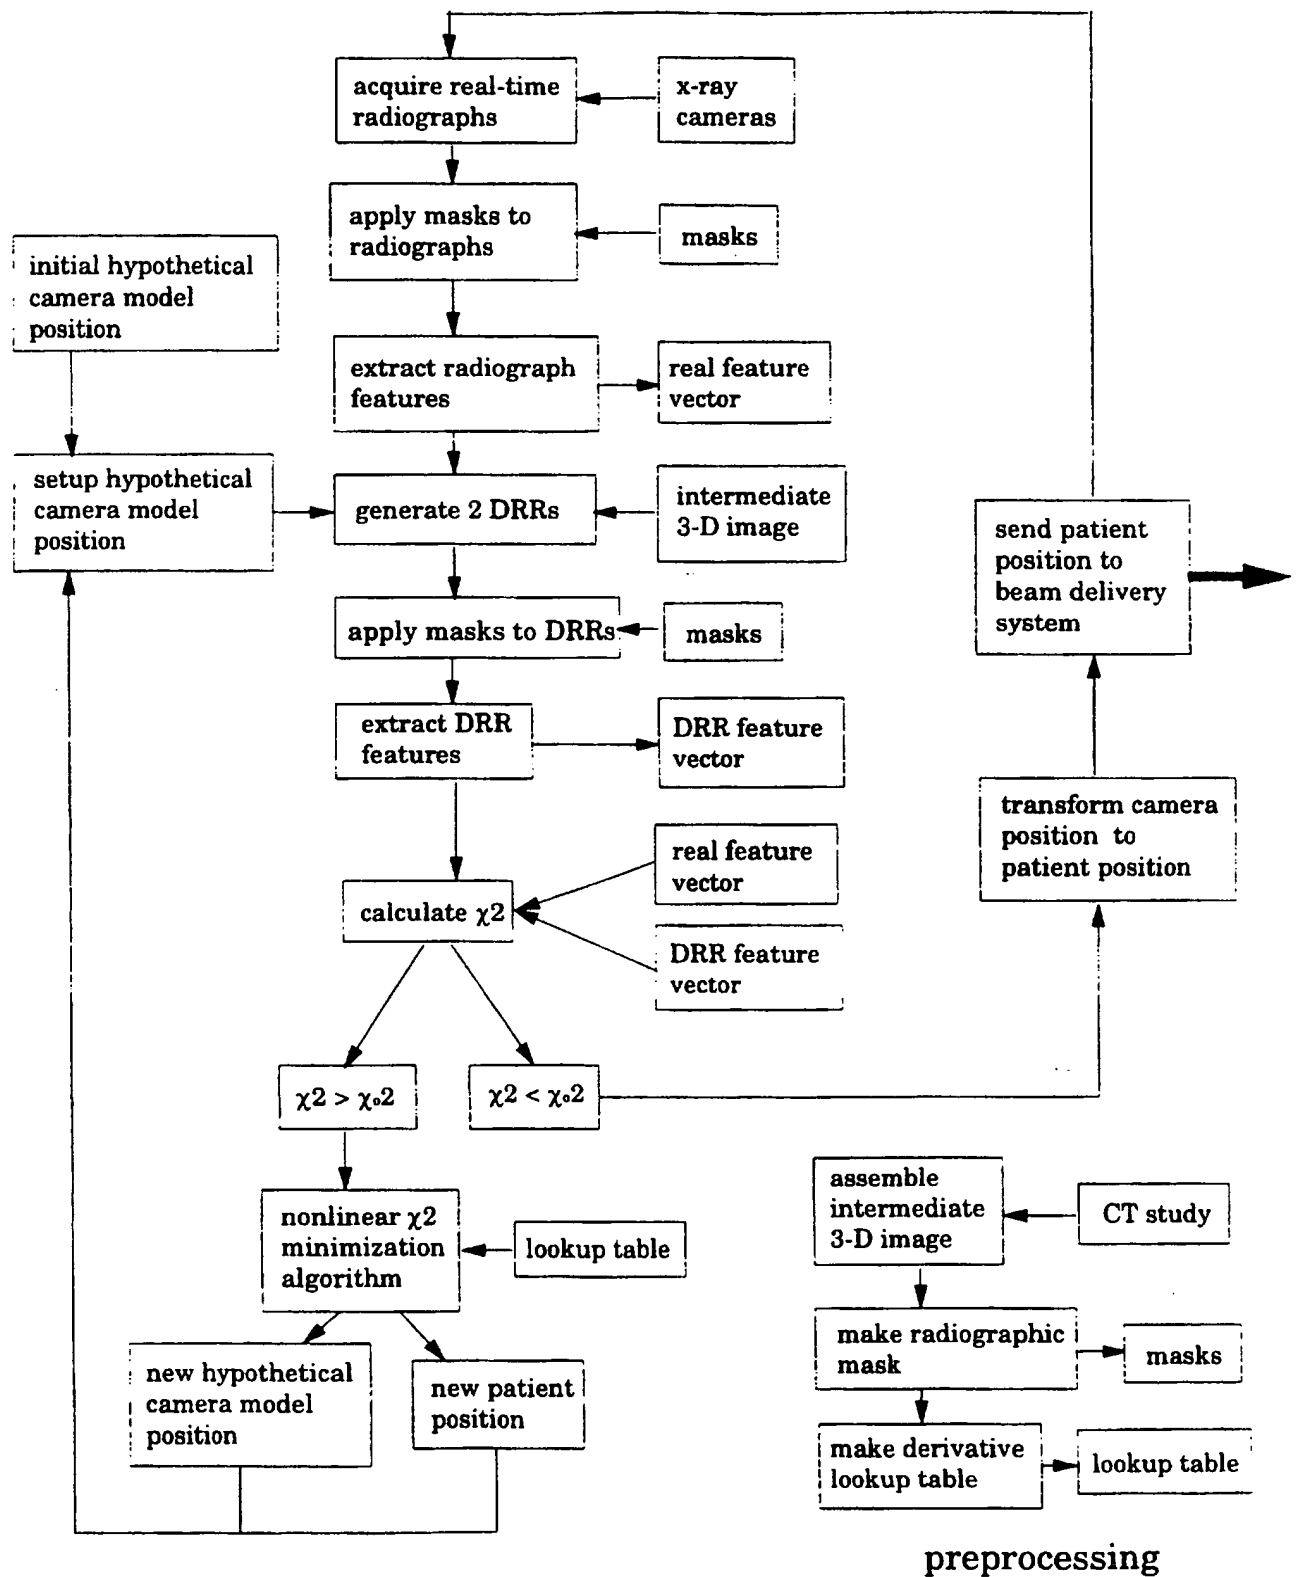 acquire real-time
radiographs
x-ray
cameras
apply masks to
radiographs
masks
initial hypothetical
camera model
position
extract radiograph
features
real feature
vector
setup hypothetical
camera model
position
generate 2 DRRs
intermediate
3-D image
send patient
position to
beam delivery
system
apply masks to DRRs
masks
extract DRR
features
DRR feature
vector
transform camera
position to
patient position
real feature
vector
calculate χ2
DRR feature
vector
χ2 > χo2
χ2 < χo2
nonlinear χ2
minimization
algorithm
lookup table
assemble
intermediate
3-D image
CT study
make radiographic
mask
masks
new hypothetical
camera model
position
new patient
position
make derivative
lookup table
lookup table
preprocessing